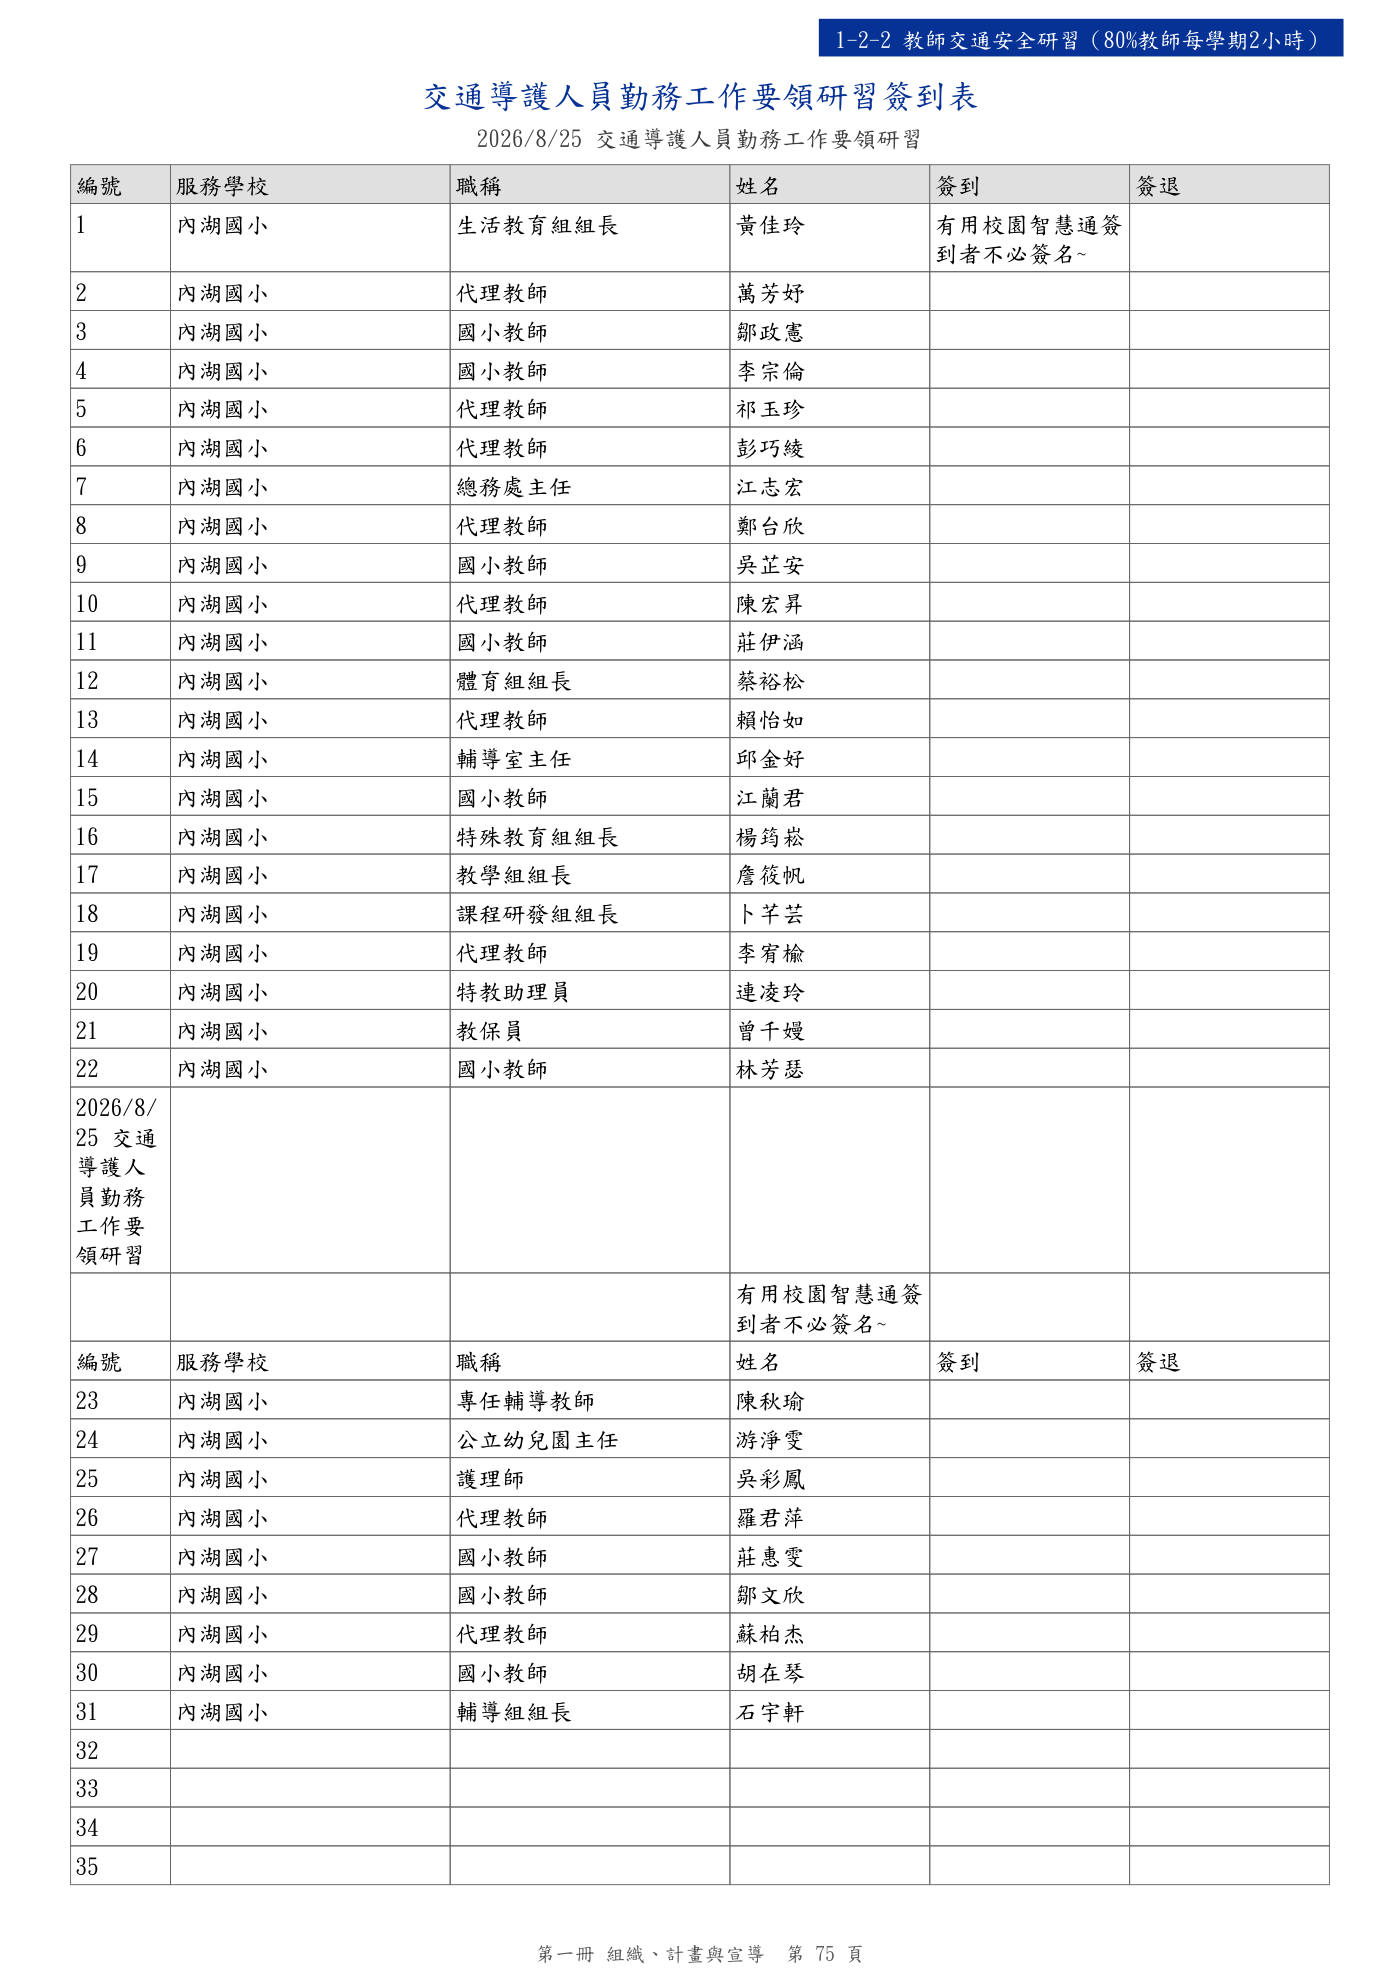 1-2-2 教師交通安全研習（80%教師每學期2小時）
交通導護人員勤務工作要領研習簽到表
2026/8/25 交通導護人員勤務工作要領研習
編號 服務學校 職稱 姓名 簽到 簽退
1 內湖國小 生活教育組組長 黃佳玲 有用校園智慧通簽
到者不必簽名~
2 內湖國小 代理教師 萬芳妤
3 內湖國小 國小教師 鄒政憲
4 內湖國小 國小教師 李宗倫
5 內湖國小 代理教師 祁玉珍
6 內湖國小 代理教師 彭巧綾
7 內湖國小 總務處主任 江志宏
8 內湖國小 代理教師 鄭台欣
9 內湖國小 國小教師 吳芷安
10 內湖國小 代理教師 陳宏昇
11 內湖國小 國小教師 莊伊涵
12 內湖國小 體育組組長 蔡裕松
13 內湖國小 代理教師 賴怡如
14 內湖國小 輔導室主任 邱金好
15 內湖國小 國小教師 江蘭君
16 內湖國小 特殊教育組組長 楊筠崧
17 內湖國小 教學組組長 詹筱帆
18 內湖國小 課程研發組組長 卜芊芸
19 內湖國小 代理教師 李宥榆
20 內湖國小 特教助理員 連凌玲
21 內湖國小 教保員 曾千嫚
22 內湖國小 國小教師 林芳瑟
2026/8/
25 交通
導護人
員勤務
工作要
領研習
有用校園智慧通簽
到者不必簽名~
編號 服務學校 職稱 姓名 簽到 簽退
23 內湖國小 專任輔導教師 陳秋瑜
24 內湖國小 公立幼兒園主任 游淨雯
25 內湖國小 護理師 吳彩鳳
26 內湖國小 代理教師 羅君萍
27 內湖國小 國小教師 莊惠雯
28 內湖國小 國小教師 鄒文欣
29 內湖國小 代理教師 蘇柏杰
30 內湖國小 國小教師 胡在琴
31 內湖國小 輔導組組長 石宇軒
32
33
34
35
第一冊 組織、計畫與宣導 第 75 頁